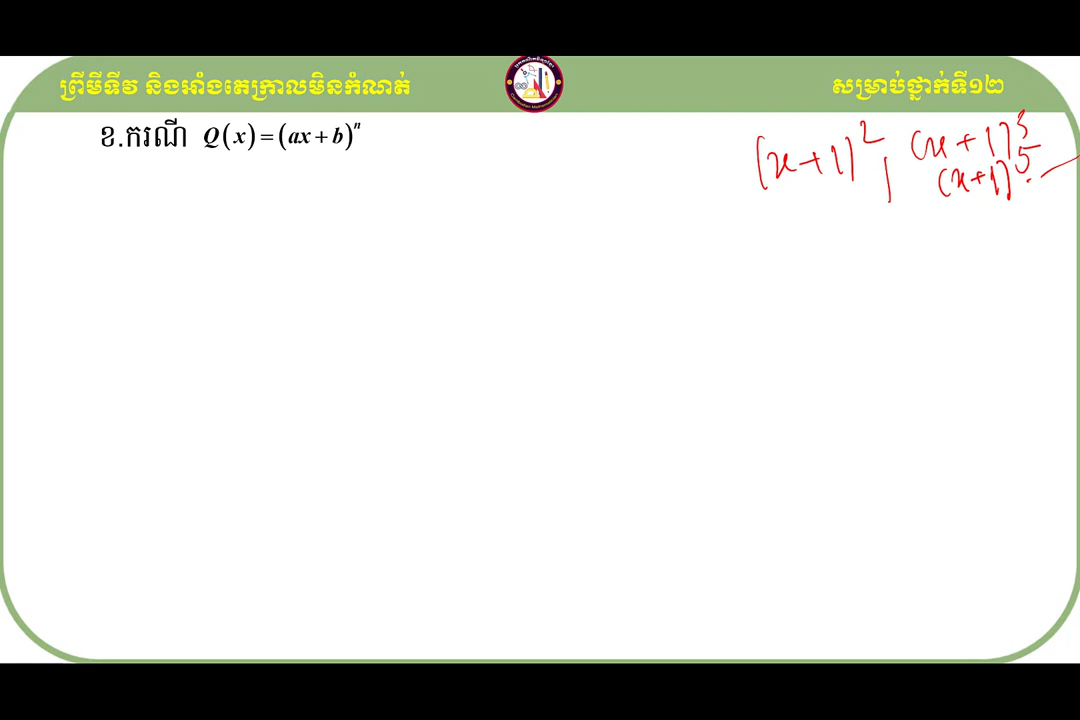 ព្រីមីទីវ និងអាំងតេក្រាលមិនកំណត់
សម្រាប់ថ្នាក់ទី១២
ខ.ករណី Q(x)=(ax+b)ⁿ
(x+1)² , (x+1)³
(x+1)⁵